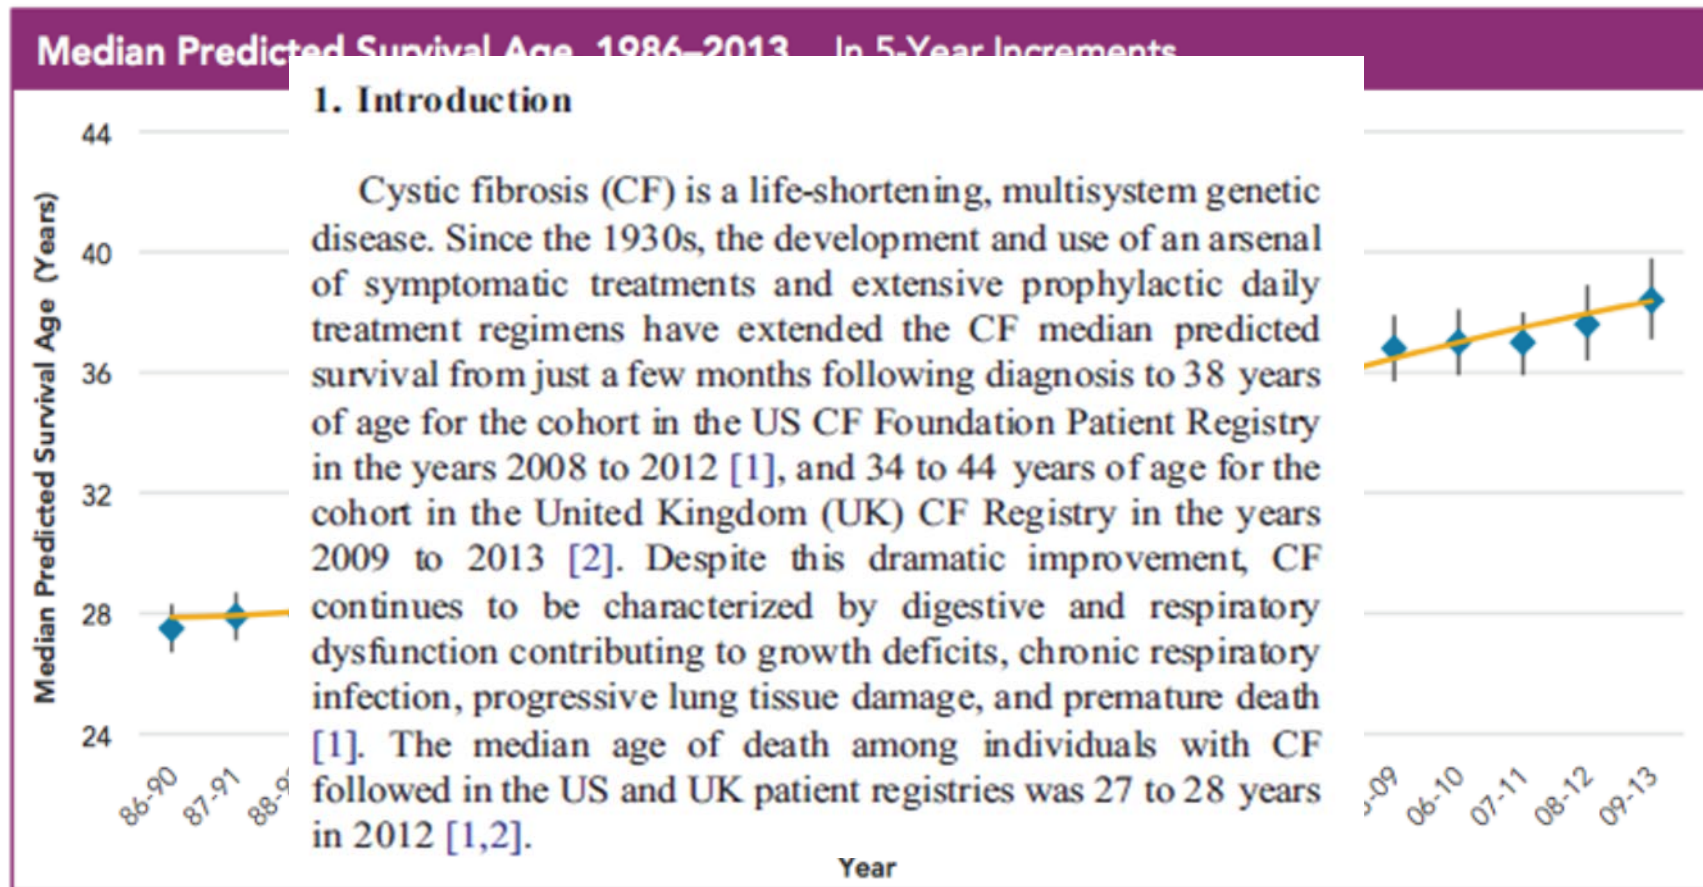 Median Predicted Survival Age, 1986–2013 In 5-Year Increments
1. Introduction
Cystic fibrosis (CF) is a life-shortening, multisystem genetic
disease. Since the 1930s, the development and use of an arsenal
of symptomatic treatments and extensive prophylactic daily
treatment regimens have extended the CF median predicted
survival from just a few months following diagnosis to 38 years
of age for the cohort in the US CF Foundation Patient Registry
in the years 2008 to 2012 [1], and 34 to 44 years of age for the
cohort in the United Kingdom (UK) CF Registry in the years
2009 to 2013 [2]. Despite this dramatic improvement, CF
continues to be characterized by digestive and respiratory
dysfunction contributing to growth deficits, chronic respiratory
infection, progressive lung tissue damage, and premature death
[1]. The median age of death among individuals with CF
followed in the US and UK patient registries was 27 to 28 years
in 2012 [1,2].
Median Predicted Survival Age (Years)
44
40
36
32
28
24
86-90
87-91
06-10
07-11
08-12
09-13
Year